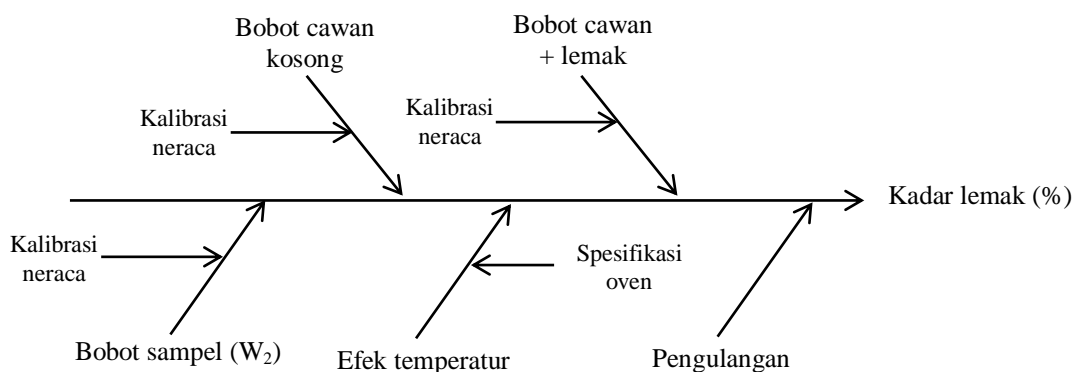 Bobot cawan
kosong
Bobot cawan
+ lemak
Kalibrasi
neraca
Kalibrasi
neraca
Kadar lemak (%)
Kalibrasi
neraca
Spesifikasi
oven
Bobot sampel (W₂)
Efek temperatur
Pengulangan